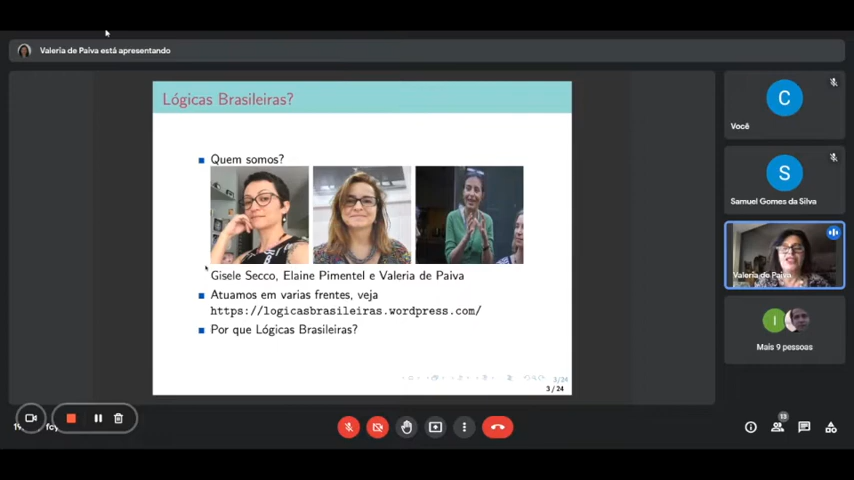 Valeria de Paiva está apresentando
Lógicas Brasileiras?
Quem somos?
Gisele Secco, Elaine Pimentel e Valeria de Paiva
Atuamos em varias frentes, veja
https://logicasbrasileiras.wordpress.com/
Por que Lógicas Brasileiras?
3/24
3 / 24
C
Você
S
Samuel Gomes da Silva
Valeria de Paiva
I
Mais 9 pessoas
13